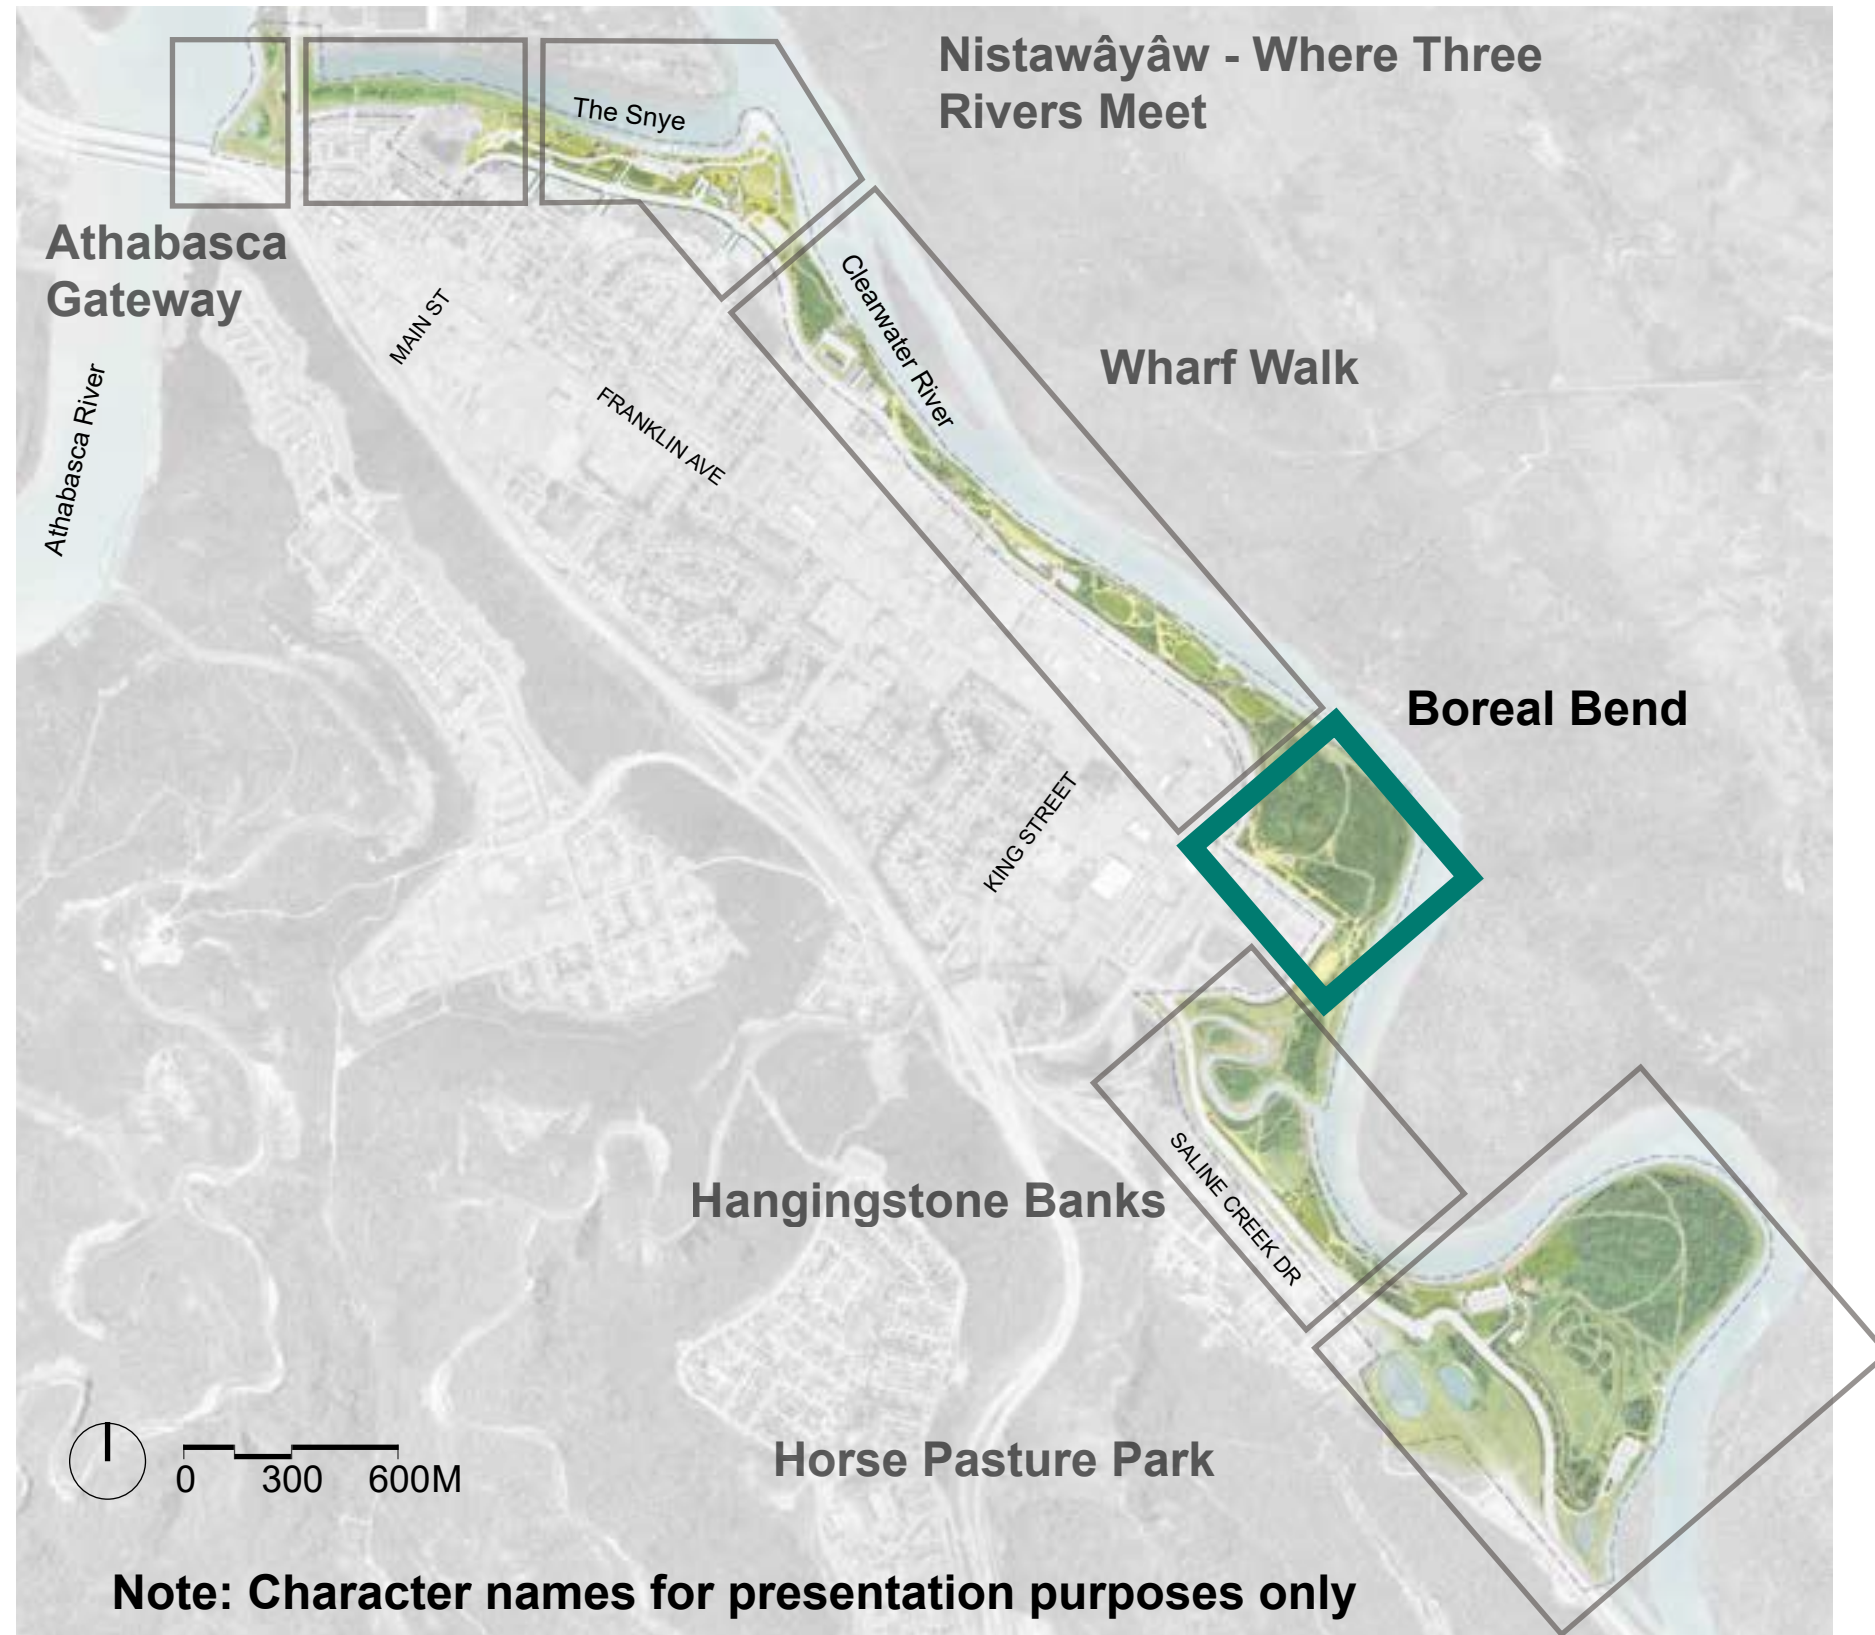 Nistawâyâw - Where Three
Rivers Meet
The Snye
Athabasca
Gateway
Clearwater River
MAIN ST
Wharf Walk
Athabasca River
FRANKLIN AVE
Boreal Bend
KING STREET
Hangingstone Banks
SALINE CREEK DR
Horse Pasture Park
0 300 600M
Note: Character names for presentation purposes only